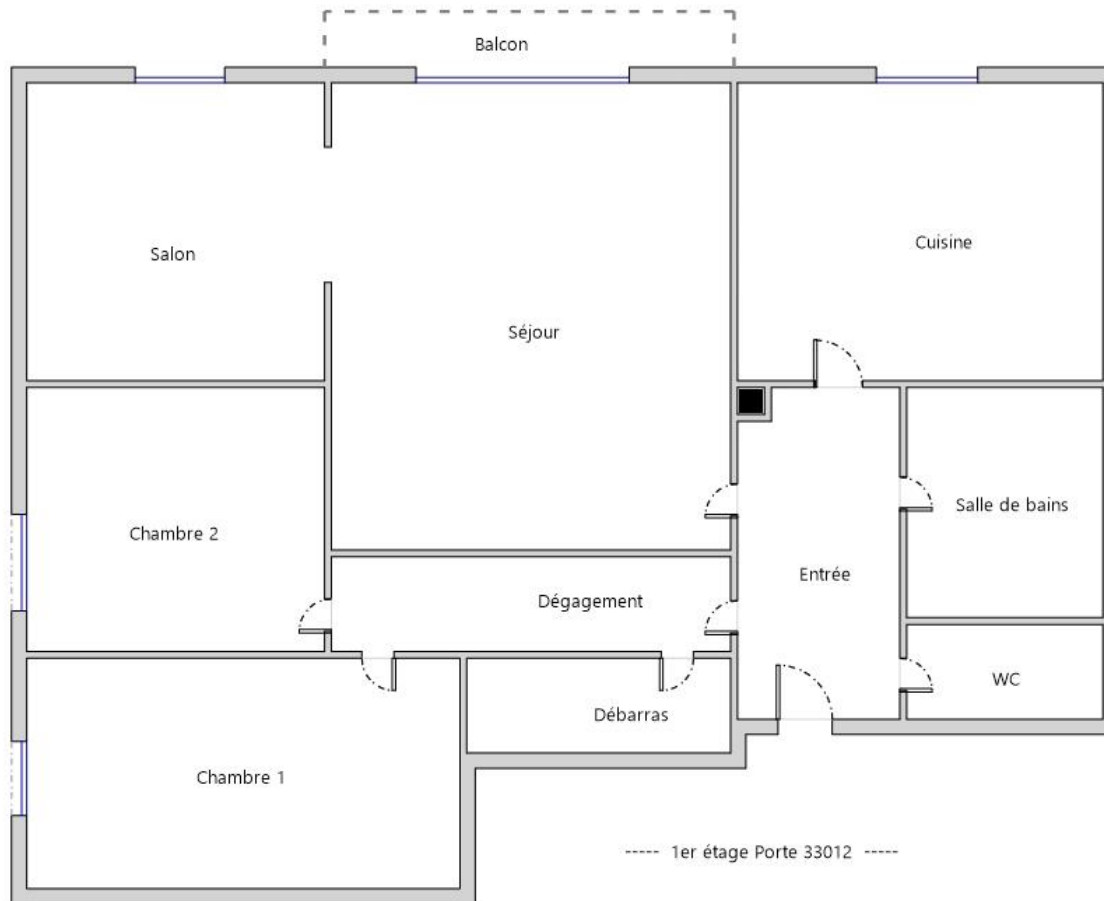 Balcon
Salon
Cuisine
Séjour
Chambre 2
Salle de bains
Entrée
Dégagement
WC
Débarras
Chambre 1
----- 1er étage Porte 33012 -----